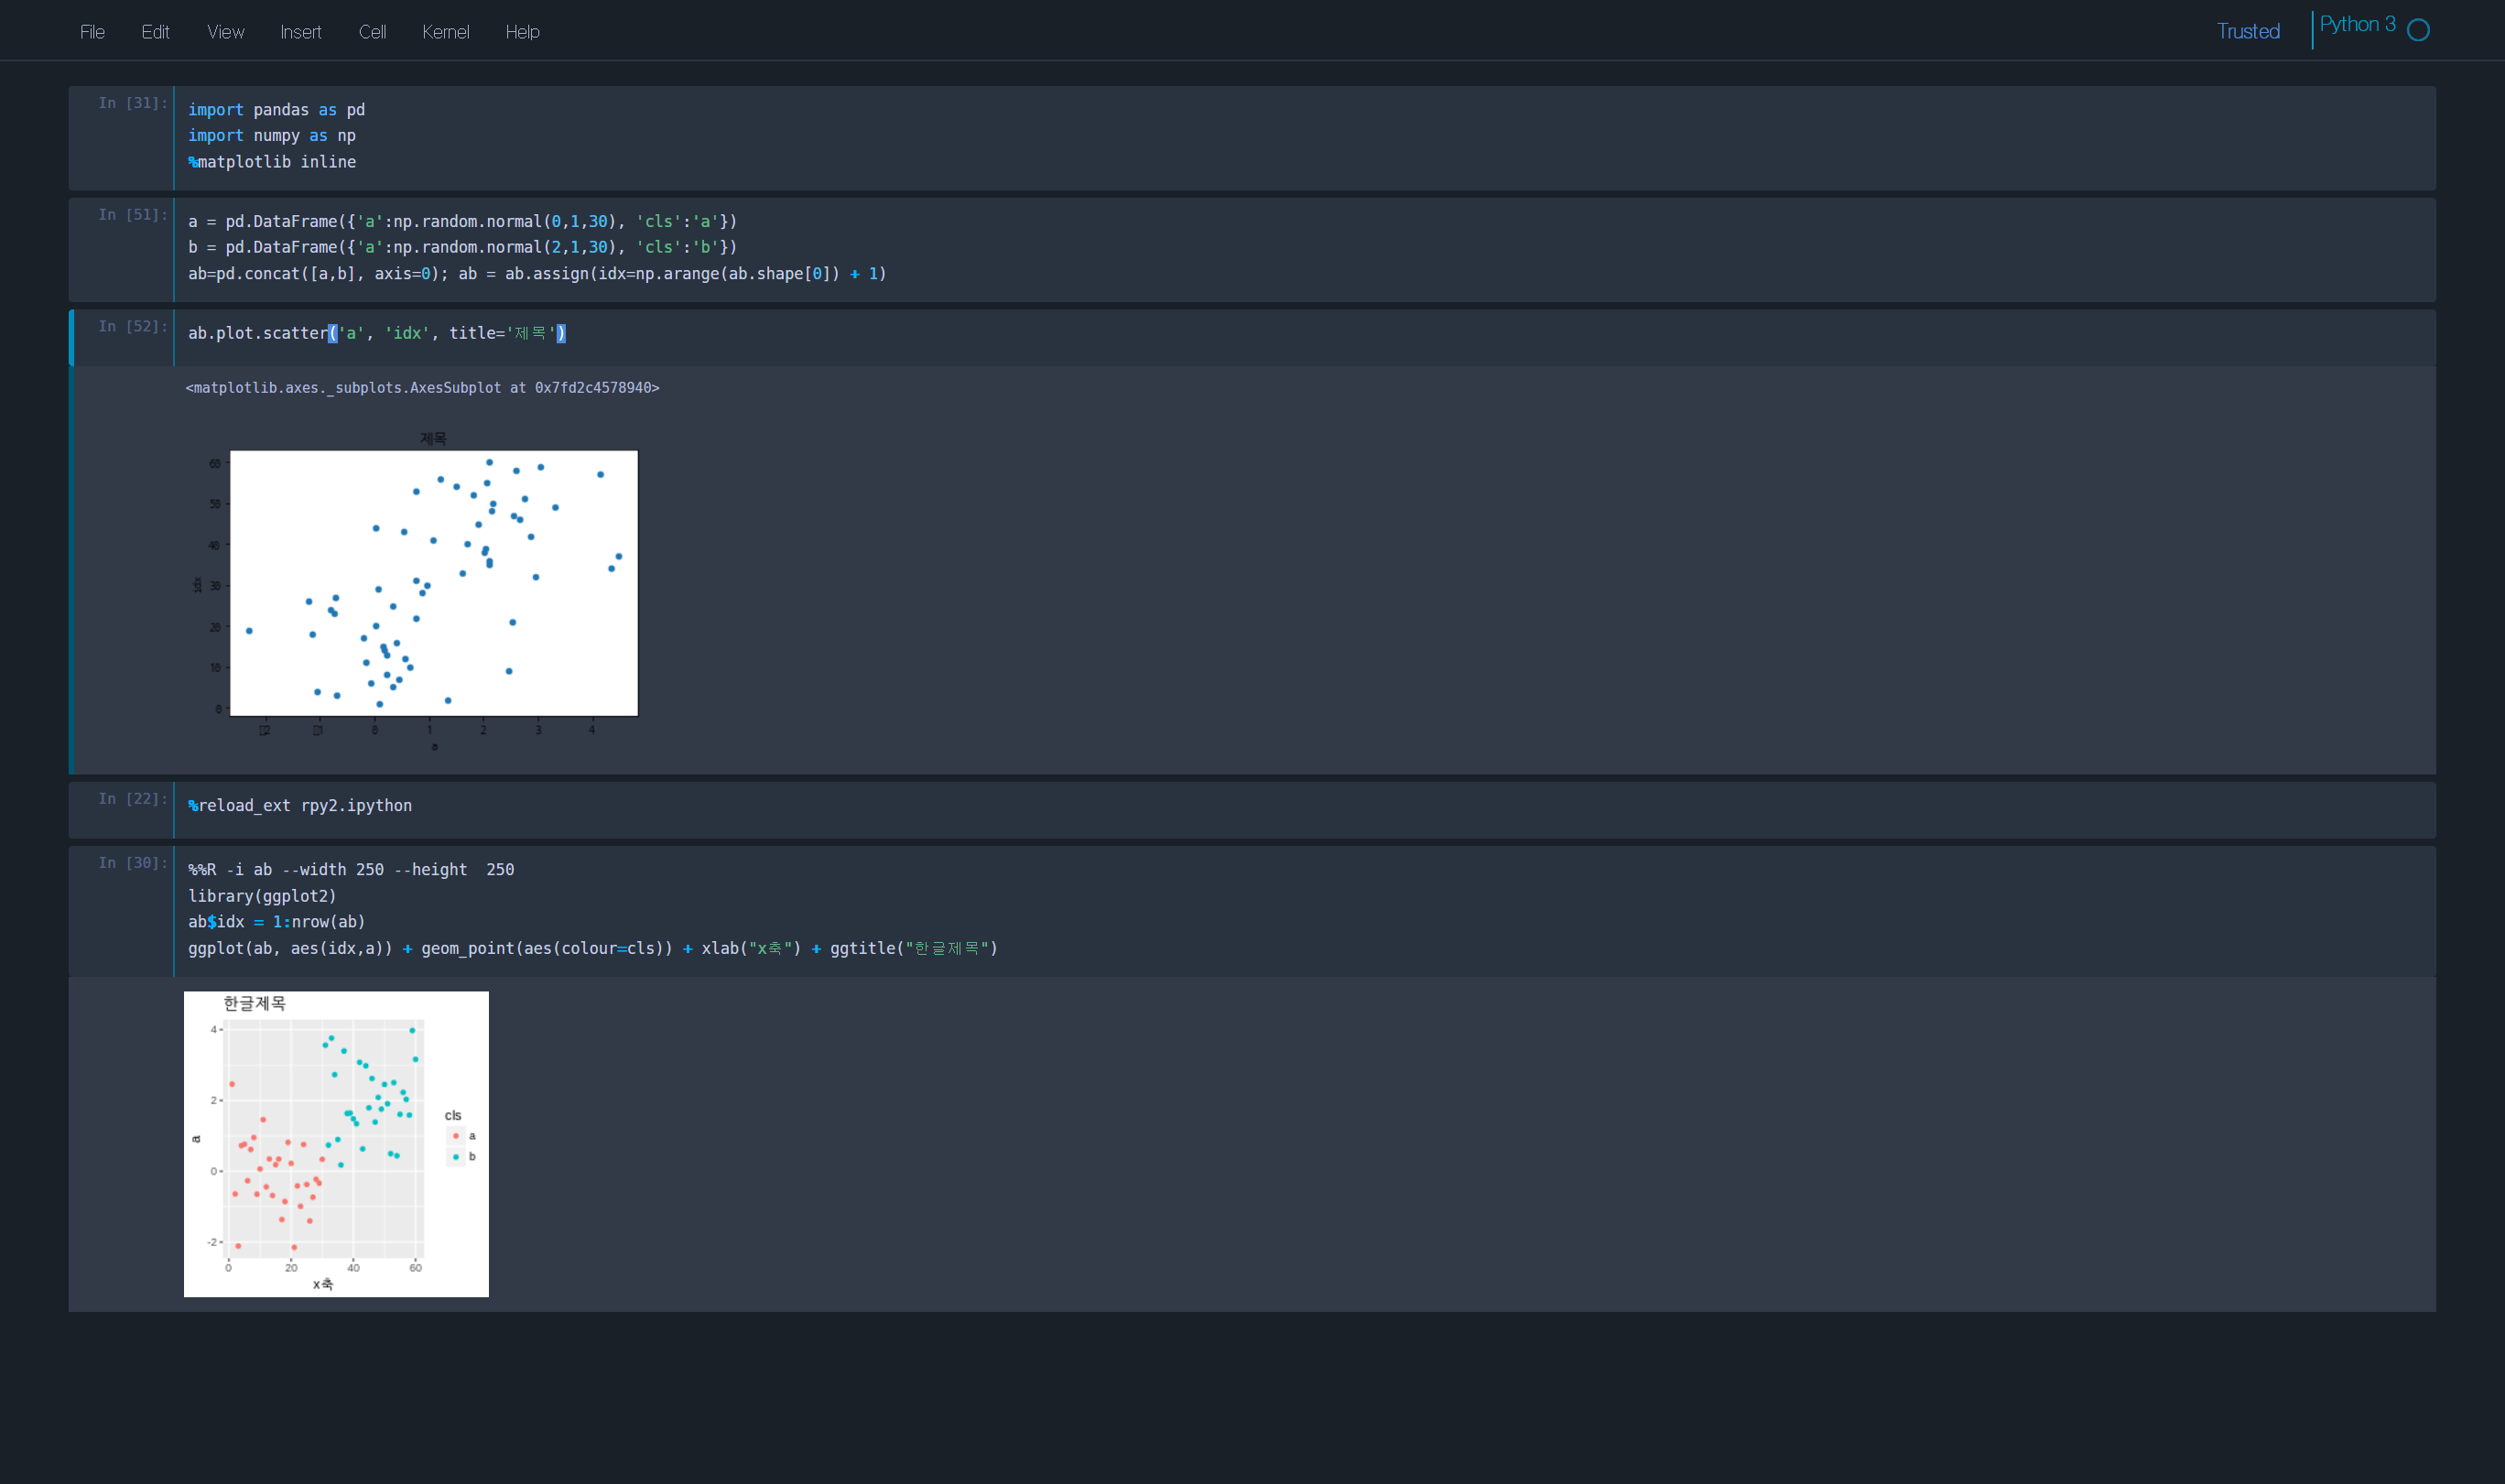 File Edit View Insert Cell Kernel Help Trusted Python 3
In [31]:
import pandas as pd
import numpy as np
%matplotlib inline
In [51]:
a = pd.DataFrame({'a':np.random.normal(0,1,30), 'cls':'a'})
b = pd.DataFrame({'a':np.random.normal(2,1,30), 'cls':'b'})
ab=pd.concat([a,b], axis=0); ab = ab.assign(idx=np.arange(ab.shape[0]) + 1)
In [52]:
ab.plot.scatter('a', 'idx', title='제목')
<matplotlib.axes._subplots.AxesSubplot at 0x7fd2c4578940>
제목
60
50
40
idx
30
20
10
0
□2 □1 0 1 2 3 4
a
In [22]:
%reload_ext rpy2.ipython
In [30]:
%%R -i ab --width 250 --height  250
library(ggplot2)
ab$idx = 1:nrow(ab)
ggplot(ab, aes(idx,a)) + geom_point(aes(colour=cls)) + xlab("x축") + ggtitle("한글제목")
한글제목
4
2
a
0
-2
0 20 40 60
x축
cls
a
b